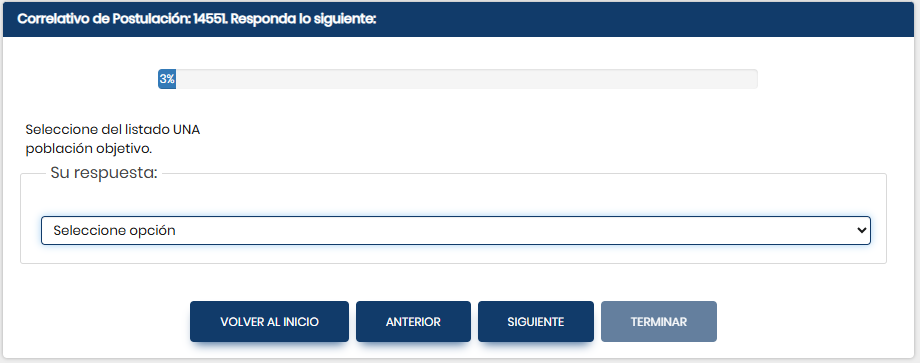 Correlativo de Postulación: 14551. Responda lo siguiente:
3%
Seleccione del listado UNA
población objetivo.
Su respuesta:
Seleccione opción
VOLVER AL INICIO
ANTERIOR
SIGUIENTE
TERMINAR